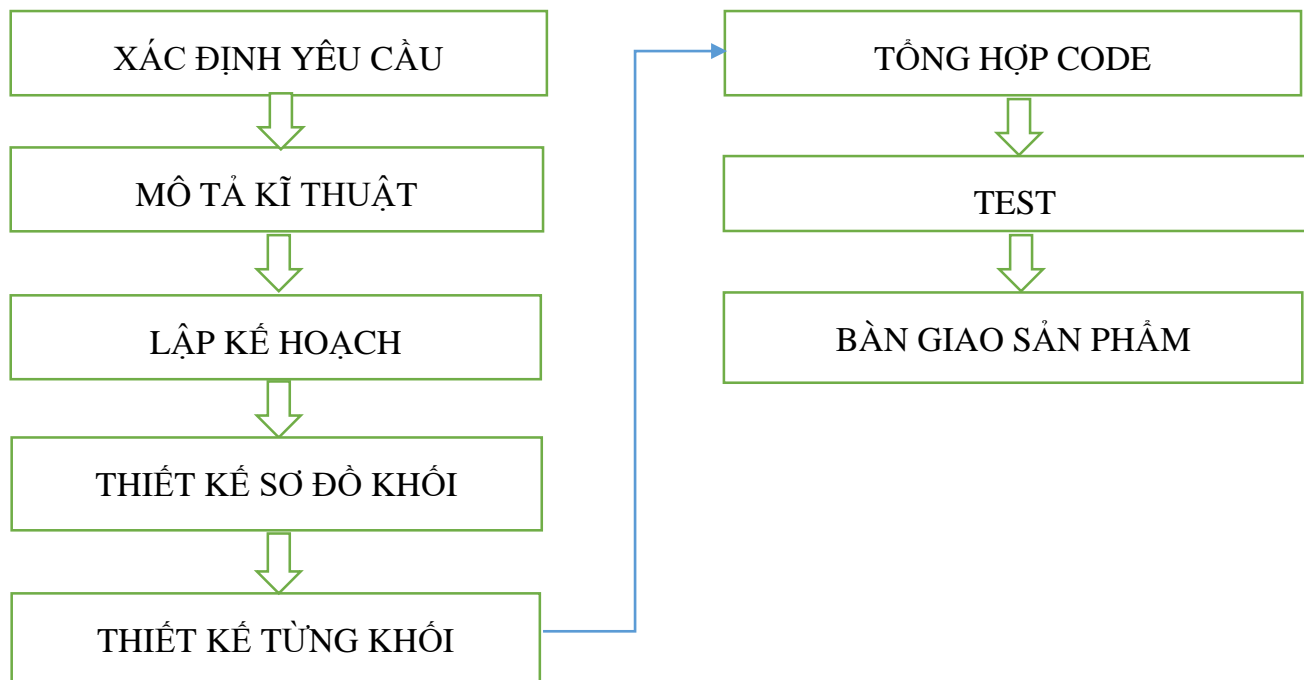 XÁC ĐỊNH YÊU CẦU
MÔ TẢ KĨ THUẬT
LẬP KẾ HOẠCH
THIẾT KẾ SƠ ĐỒ KHỐI
THIẾT KẾ TỪNG KHỐI
TỔNG HỢP CODE
TEST
BÀN GIAO SẢN PHẨM